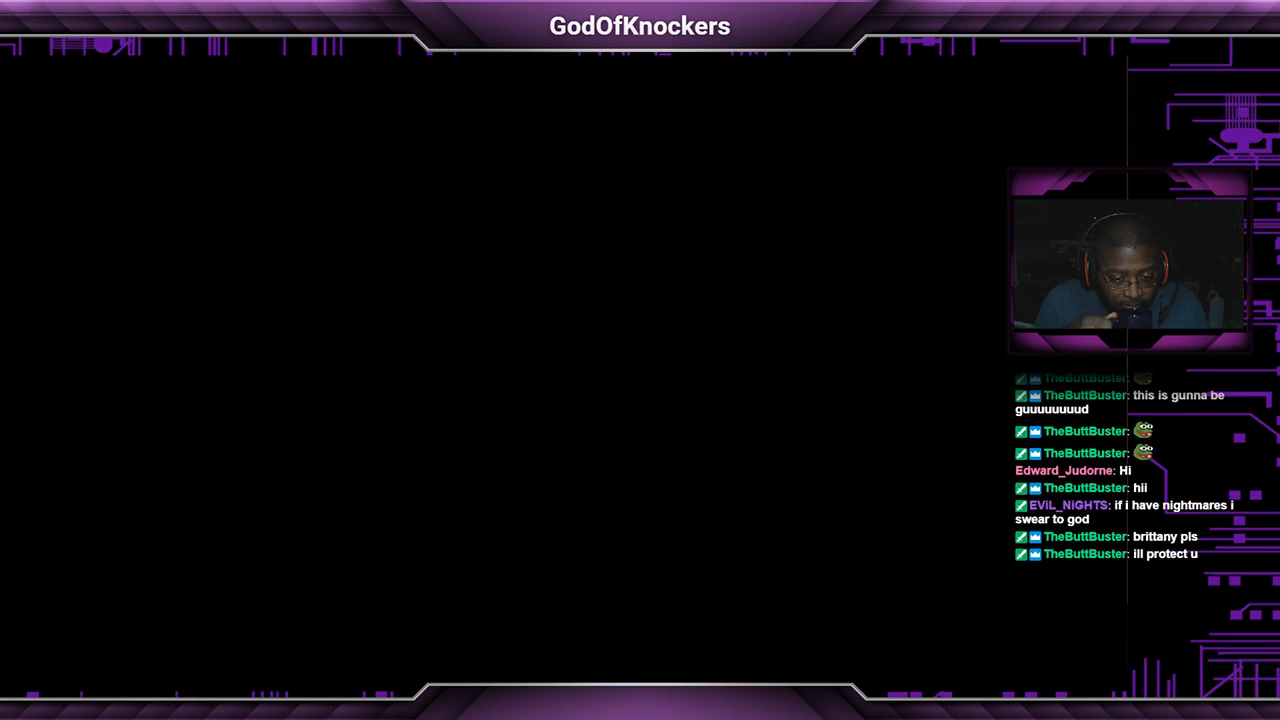 GodOfKnockers
TheButtBuster:
TheButtBuster: this is gunna be
guuuuuuuud
TheButtBuster:
TheButtBuster:
Edward_Judorne: Hi
TheButtBuster: hii
EViL_NiGHTS: if i have nightmares i
swear to god
TheButtBuster: brittany pls
TheButtBuster: ill protect u